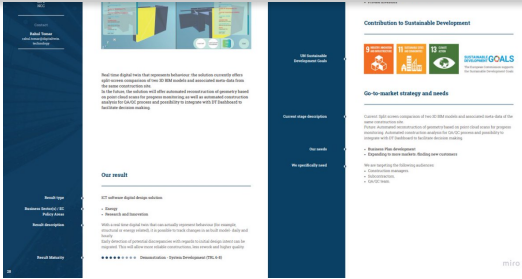 Rahul Tomar
technology
Real time digital twin that represents behaviour: the solution currently offers
split-screen comparison of two 3D BIM models and associated meta data from
the same construction site.
In the future, the solution will offer automated reconstruction of geometry based
on point cloud scans for progress monitoring as well as automated construction
analysis for QA/QC process and possibility to integrate with DT Dashboard to
facilitate decision making.
Our result
Result type
ICT software digital design solution
Business Sector(s) / EC
Policy Areas
• Energy
• Research and Innovation
Result description
With a real time digital twin that can actually represent behaviour (for example,
structural or energy related), it is possible to track changes in as-built model daily and
hourly.
Early detection of potential discrepancies with regards to initial design intent can be
migrated. This will allow more reliable constructions, less rework and higher quality.
Result Maturity
Demonstration - System Development (TRL 6-8)
Contribution to Sustainable Development
UN Sustainable
Development Goals
9
11
13 CLIMATE ACTION
SUSTAINABLE DEVELOPMENT GOALS
Go-to-market strategy and needs
Current stage description
Current: split-screen comparison of two 3D BIM models and associated meta data of the
same construction site.
Future: Automated reconstruction of geometry based on point cloud scans for progress
monitoring. Automated construction analysis for QA/QC process and possibility to
integrate with DT Dashboard to facilitate decision making.
Our needs
• Business Plan development
• Expanding to more markets /finding new customers
We specifically need
We are targeting the following audiences:
• Construction managers
• Subcontractors
• QA/QC team
miro